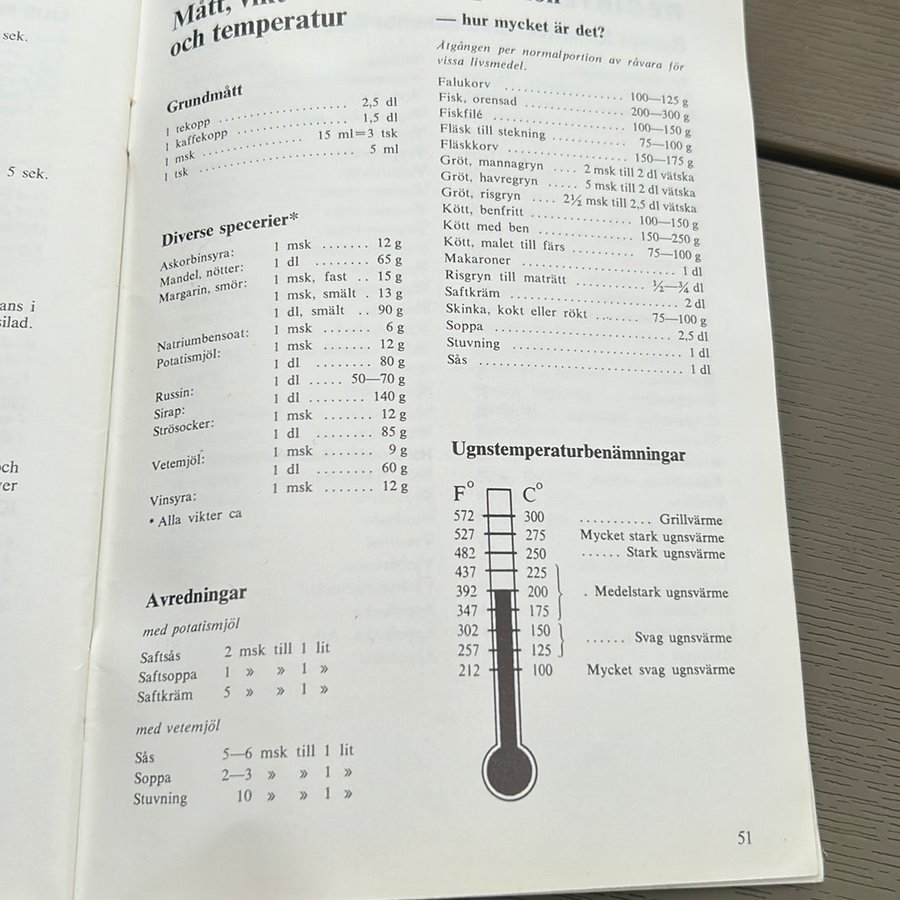 sek.
5 sek.
ans i
silad.
och
ver
Mått,
och temperatur
Grundmått
1 tekopp .................... 2,5 dl
1 kaffekopp .................. 1,5 dl
1 msk ............... 15 ml=3 tsk
1 tsk ....................... 5 ml
Diverse specerier*
Askorbinsyra: 1 msk ....... 12 g
Mandel, nötter: 1 dl ........ 65 g
Margarin, smör: 1 msk, fast .. 15 g
1 msk, smält . 13 g
1 dl, smält .. 90 g
Natriumbensoat: 1 msk ........ 6 g
Potatismjöl: 1 msk ....... 12 g
1 dl ........ 80 g
Russin: 1 dl ..... 50—70 g
Sirap: 1 dl ........ 140 g
Strösocker: 1 msk ....... 12 g
1 dl ........ 85 g
Vetemjöl: 1 msk ........ 9 g
1 dl ........ 60 g
Vinsyra: 1 msk ....... 12 g
* Alla vikter ca
Avredningar
med potatismjöl
Saftsås 2 msk till 1 lit
Saftsoppa 1 » » 1 »
Saftkräm 5 » » 1 »
med vetemjöl
Sås 5—6 msk till 1 lit
Soppa 2—3 » » 1 »
Stuvning 10 » » 1 »
— hur mycket är det?
Åtgången per normalportion av råvara för
vissa livsmedel.
Falukorv .................. 100—125 g
Fisk, orensad ............... 200—300 g
Fiskfilé .................... 100—150 g
Fläsk till stekning ............ 75—100 g
Fläskkorv .................. 150—175 g
Gröt, mannagryn .... 2 msk till 2 dl vätska
Gröt, havregryn ..... 5 msk till 2 dl vätska
Gröt, risgryn .... 2½ msk till 2,5 dl vätska
Kött, benfritt ............... 100—150 g
Kött med ben .............. 150—250 g
Kött, malet till färs ........... 75—100 g
Makaroner ......................... 1 dl
Risgryn till maträtt .......... ½—¾ dl
Saftkräm .......................... 2 dl
Skinka, kokt eller rökt ....... 75—100 g
Soppa ........................... 2,5 dl
Stuvning .......................... 1 dl
Sås .............................. 1 dl
Ugnstemperaturbenämningar
F° C°
572 300 ........... Grillvärme
527 275 Mycket stark ugnsvärme
482 250 ...... Stark ugnsvärme
437 225
392 200 . Medelstark ugnsvärme
347 175
302 150 ...... Svag ugnsvärme
257 125
212 100 Mycket svag ugnsvärme
51